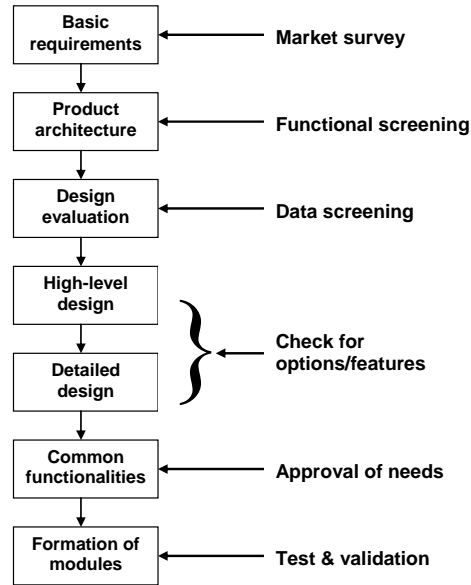 Basic
requirements
Market survey
Product
architecture
Functional screening
Design
evaluation
Data screening
High-level
design
Detailed
design
Check for
options/features
Common
functionalities
Approval of needs
Formation of
modules
Test & validation